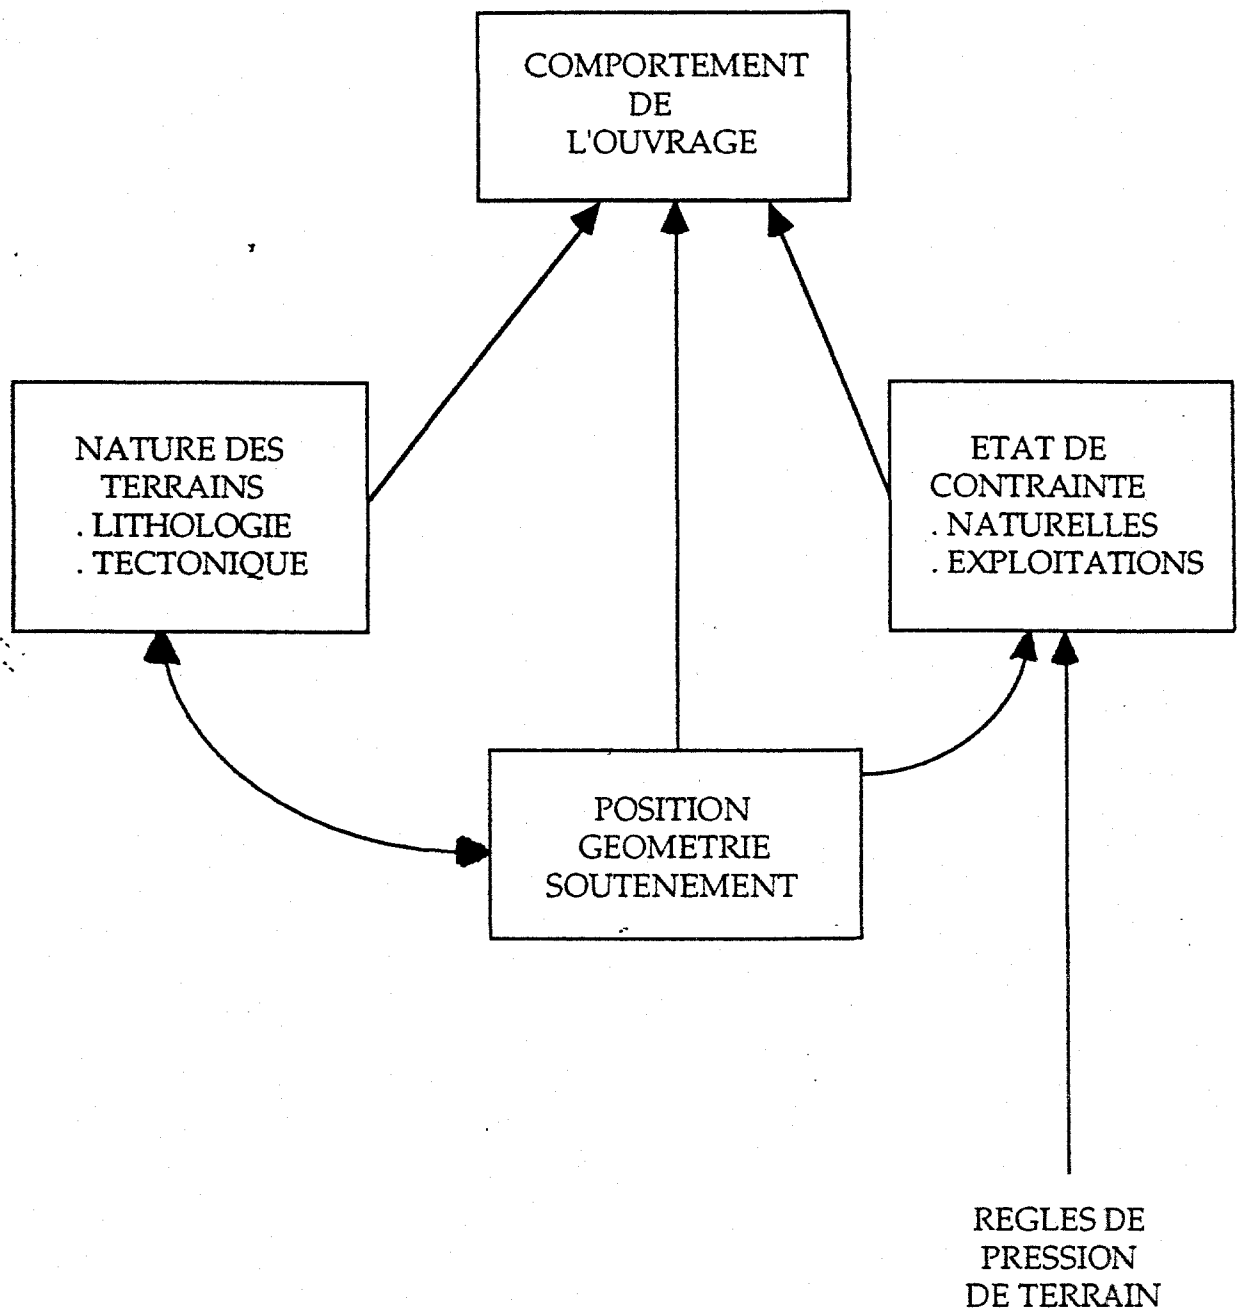 COMPORTEMENT
DE
L'OUVRAGE
NATURE DES
TERRAINS
. LITHOLOGIE
. TECTONIQUE
ETAT DE
CONTRAINTE
. NATURELLES
. EXPLOITATIONS
POSITION
GEOMETRIE
SOUTENEMENT
REGLES DE
PRESSION
DE TERRAIN